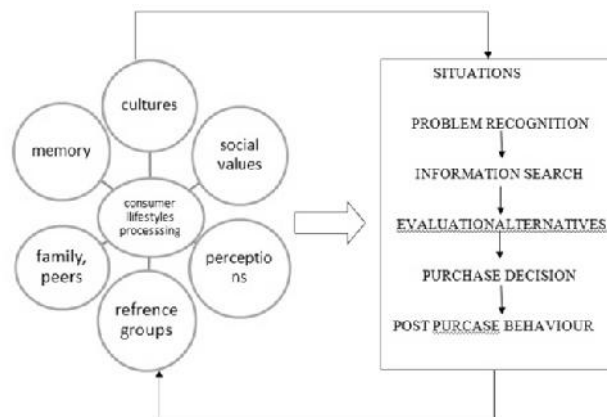 cultures
social
values
perceptio
ns
refrence
groups
family,
peers
memory
consumer
llifestyles
processsing
SITUATIONS
PROBLEM RECOGNITION
INFORMATION SEARCH
EVALUATIONALTERNATIVES
PURCHASE DECISION
POST PURCASE BEHAVIOUR